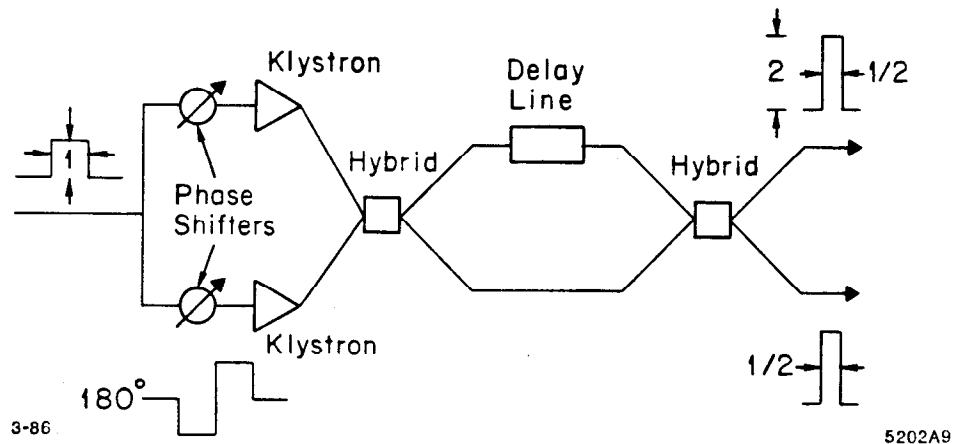 Klystron
Delay
Line
2
1/2
1
Hybrid
Hybrid
Phase
Shifters
Klystron
180°
1/2
3-86
5202A9